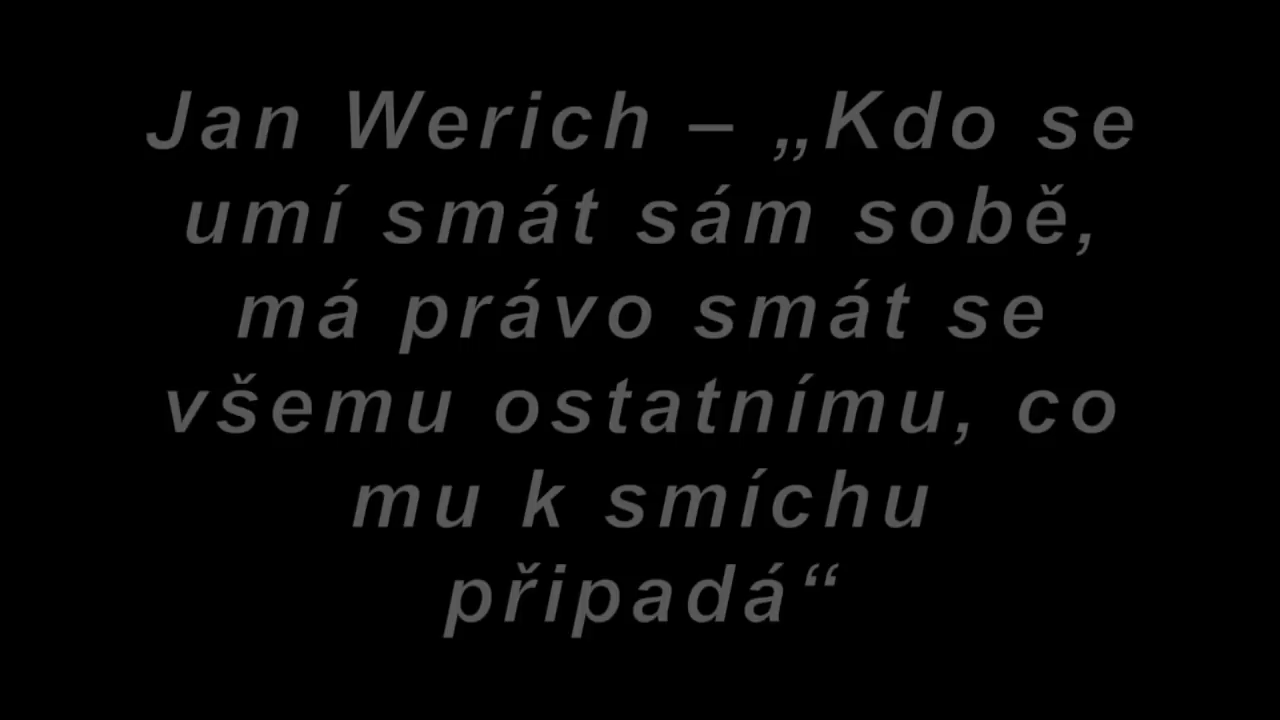 Jan Werich – „Kdo se
umí smát sám sobě,
má právo smát se
všemu ostatnímu, co
mu k smíchu
připadá“